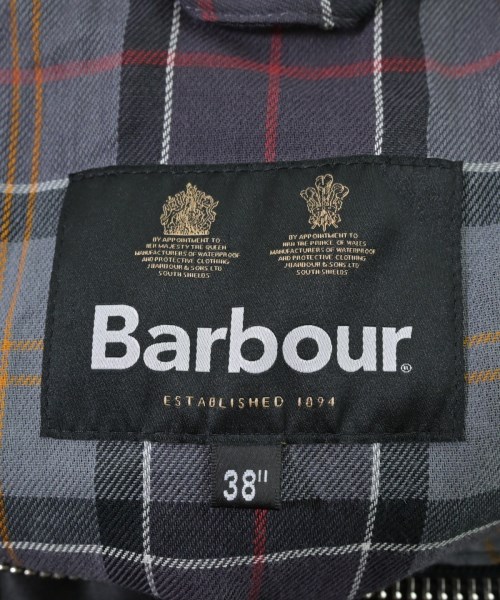 BY APPOINTMENT TO
HER MAJESTY THE QUEEN
MANUFACTURERS OF WATERPROOF
AND PROTECTIVE CLOTHING
J.BARBOUR & SONS LTD
SOUTH SHIELDS
BY APPOINTMENT TO
HRH THE PRINCE OF WALES
MANUFACTURERS OF WATERPROOF
AND PROTECTIVE CLOTHING
J.BARBOUR & SONS LTD
SOUTH SHIELDS
Barbour®
ESTABLISHED 1894
38"